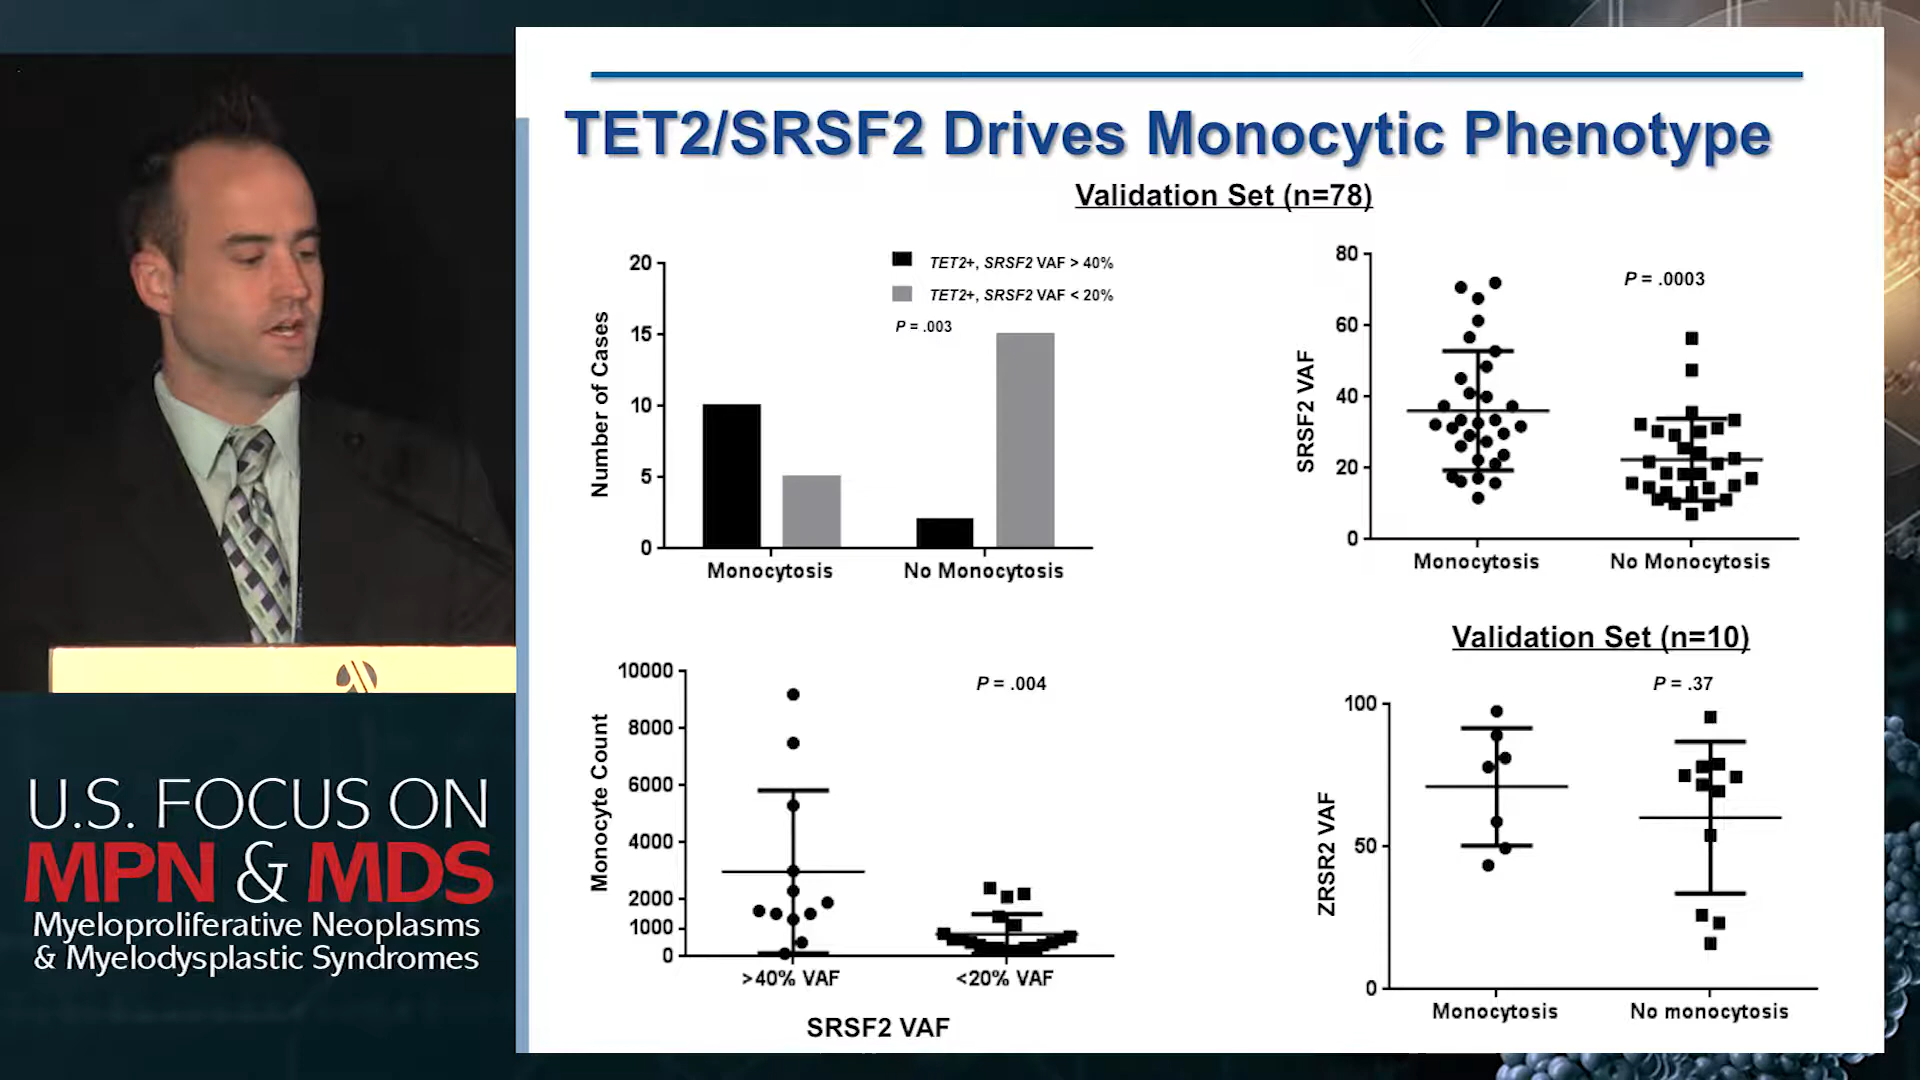 NM
TET2/SRSF2 Drives Monocytic Phenotype
Validation Set (n=78)
20
15
10
5
0
Number of Cases
TET2+, SRSF2 VAF > 40%
TET2+, SRSF2 VAF < 20%
P = .003
Monocytosis No Monocytosis
80
60
40
20
0
SRSF2 VAF
P = .0003
Monocytosis No Monocytosis
10000
8000
6000
4000
2000
1000
0
Monocyte Count
P = .004
>40% VAF <20% VAF
SRSF2 VAF
Validation Set (n=10)
P = .37
100
50
0
ZRSR2 VAF
Monocytosis No monocytosis
U.S. FOCUS ON
MPN & MDS
Myeloproliferative Neoplasms
& Myelodysplastic Syndromes